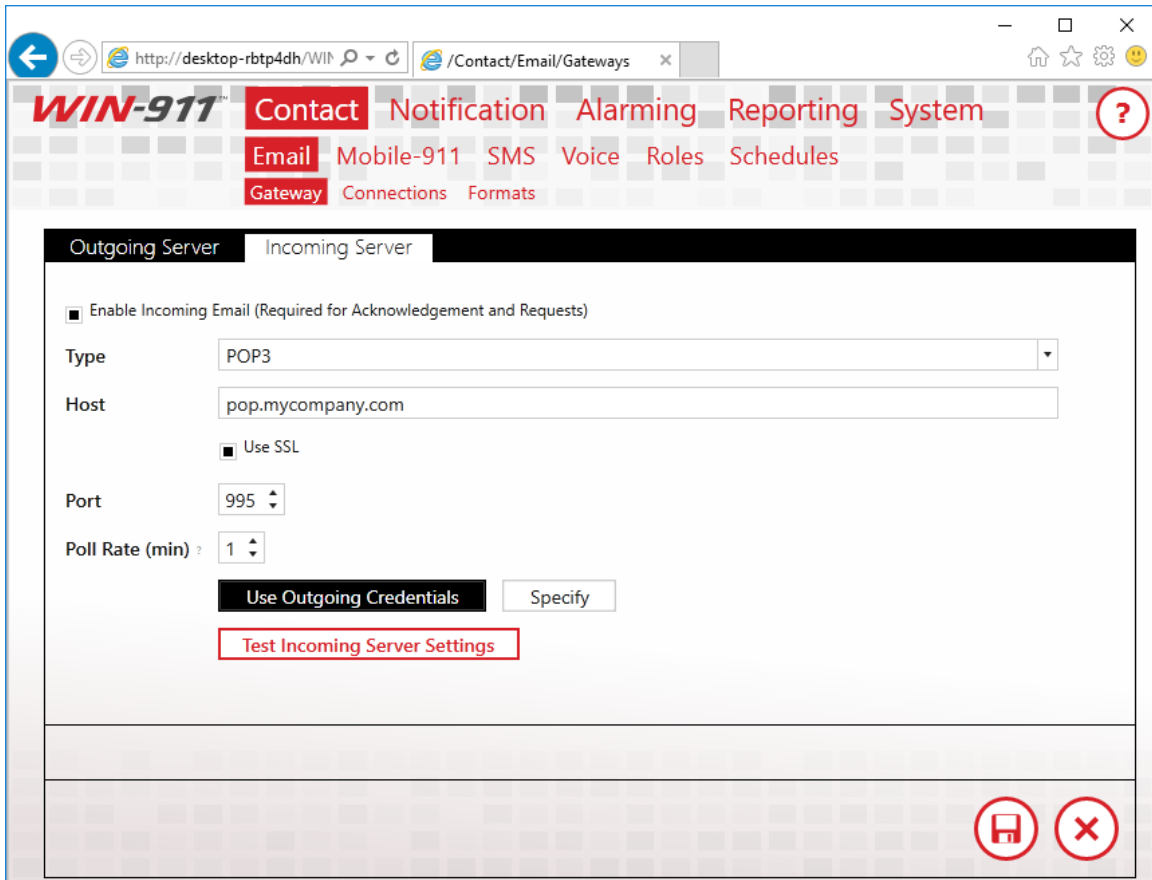 http://desktop-rbtp4dh/WIN
/Contact/Email/Gateways
WIN-911™ Contact Notification Alarming Reporting System ?
Email Mobile-911 SMS Voice Roles Schedules
Gateway Connections Formats
Outgoing Server Incoming Server
Enable Incoming Email (Required for Acknowledgement and Requests)
Type POP3
Host pop.mycompany.com
Use SSL
Port 995
Poll Rate (min) ? 1
Use Outgoing Credentials Specify
Test Incoming Server Settings